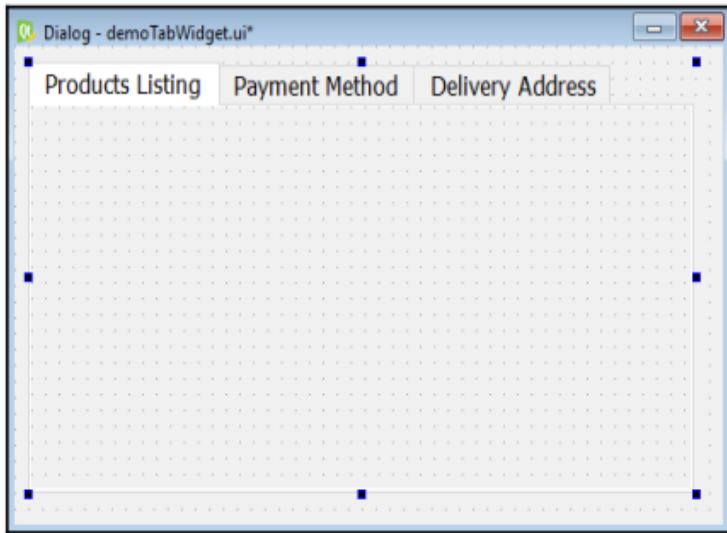 Dialog - demoTabWidget.ui*
Products Listing Payment Method Delivery Address